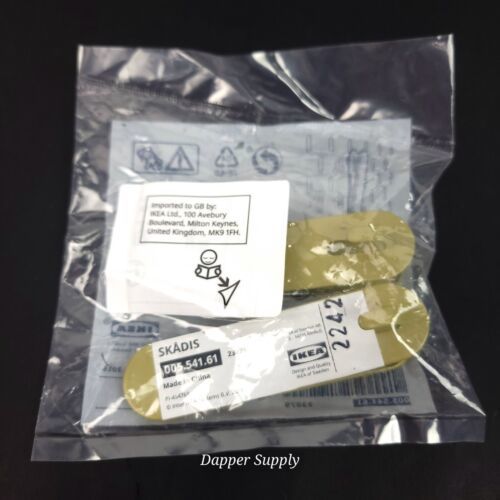 Imported to GB by:
IKEA Ltd., 100 Avebury
Boulevard, Milton Keynes,
United Kingdom, MK9 1FH.
SKÅDIS
005.541.61
Made in China
IKEA
Design and Quality
IKEA of Sweden
2242
IKEA
Dapper Supply